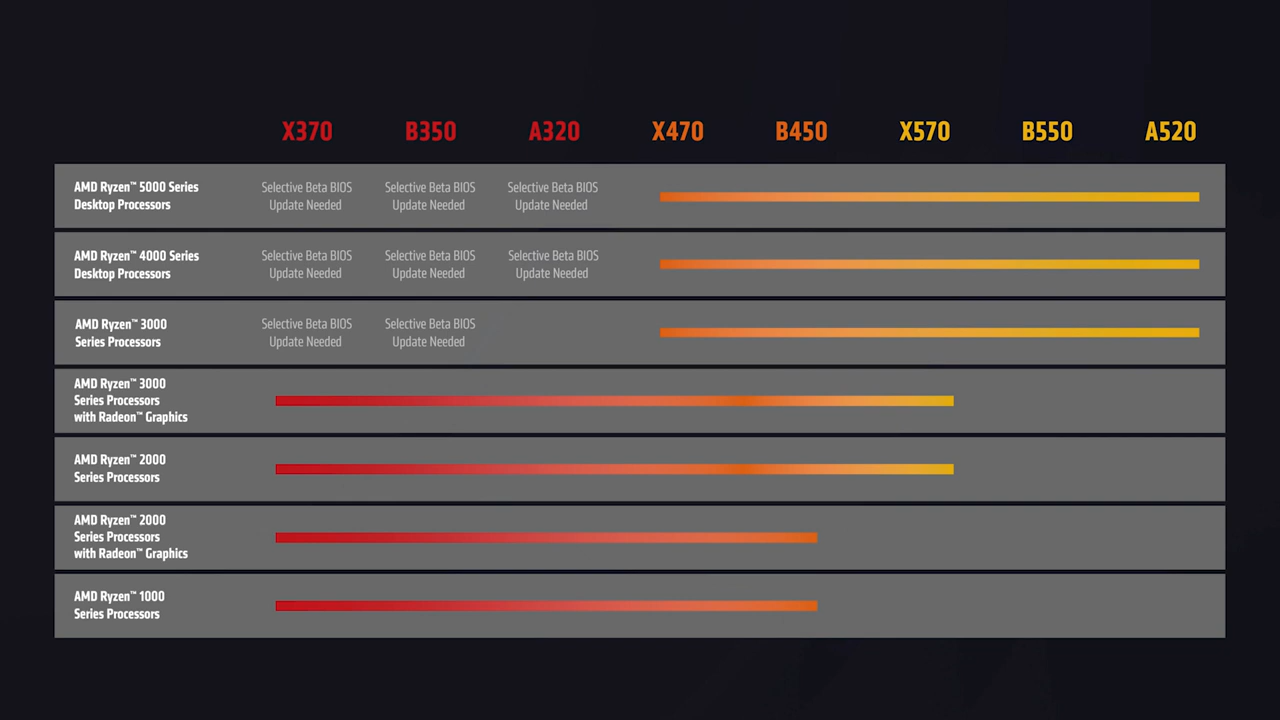 X370 B350 A320 X470 B450 X570 B550 A520
AMD Ryzen™ 5000 Series
Desktop Processors
Selective Beta BIOS
Update Needed
Selective Beta BIOS
Update Needed
Selective Beta BIOS
Update Needed
AMD Ryzen™ 4000 Series
Desktop Processors
Selective Beta BIOS
Update Needed
Selective Beta BIOS
Update Needed
Selective Beta BIOS
Update Needed
AMD Ryzen™ 3000
Series Processors
Selective Beta BIOS
Update Needed
Selective Beta BIOS
Update Needed
AMD Ryzen™ 3000
Series Processors
with Radeon™ Graphics
AMD Ryzen™ 2000
Series Processors
AMD Ryzen™ 2000
Series Processors
with Radeon™ Graphics
AMD Ryzen™ 1000
Series Processors